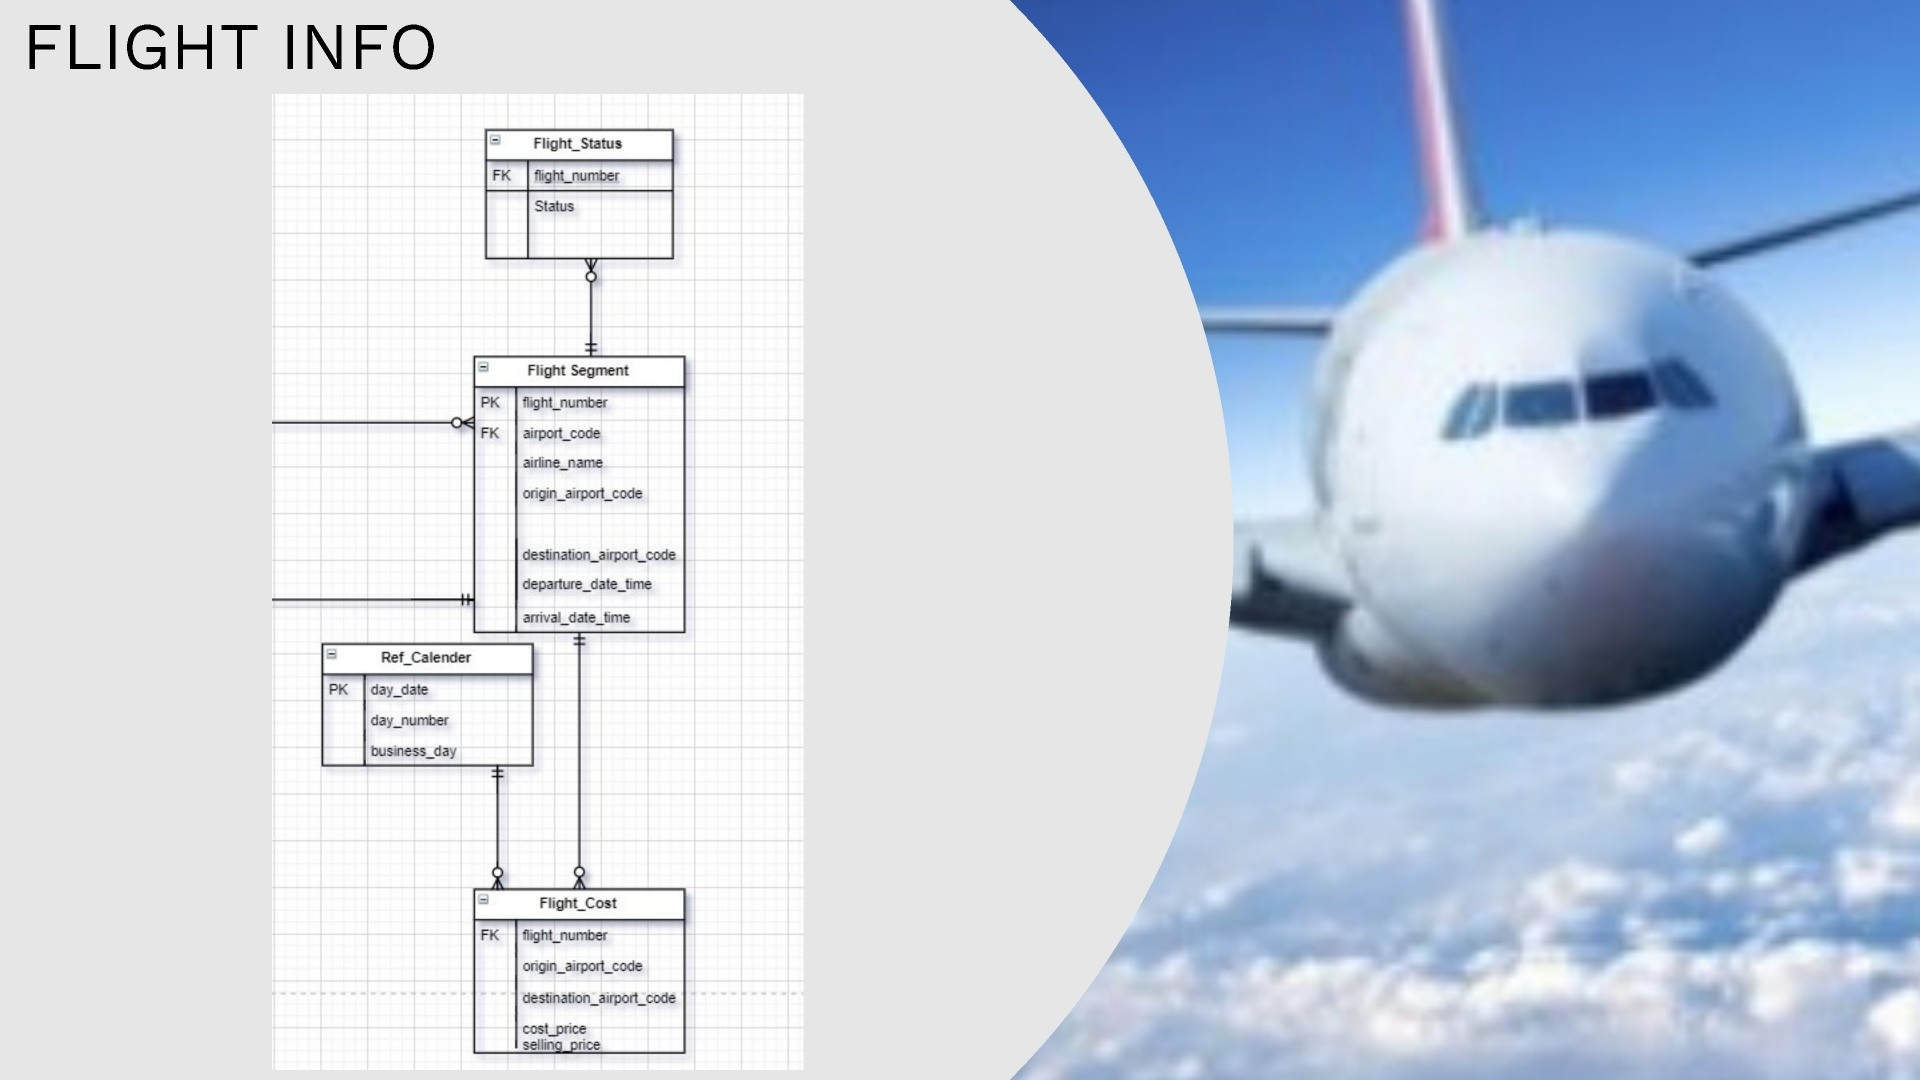 FLIGHT INFO
Flight_Status
FK flight_number
Status
Flight Segment
PK flight_number
FK airport_code
airline_name
origin_airport_code
destination_airport_code
departure_date_time
arrival_date_time
Ref_Calender
PK day_date
day_number
business_day
Flight_Cost
FK flight_number
origin_airport_code
destination_airport_code
cost_price
selling_price